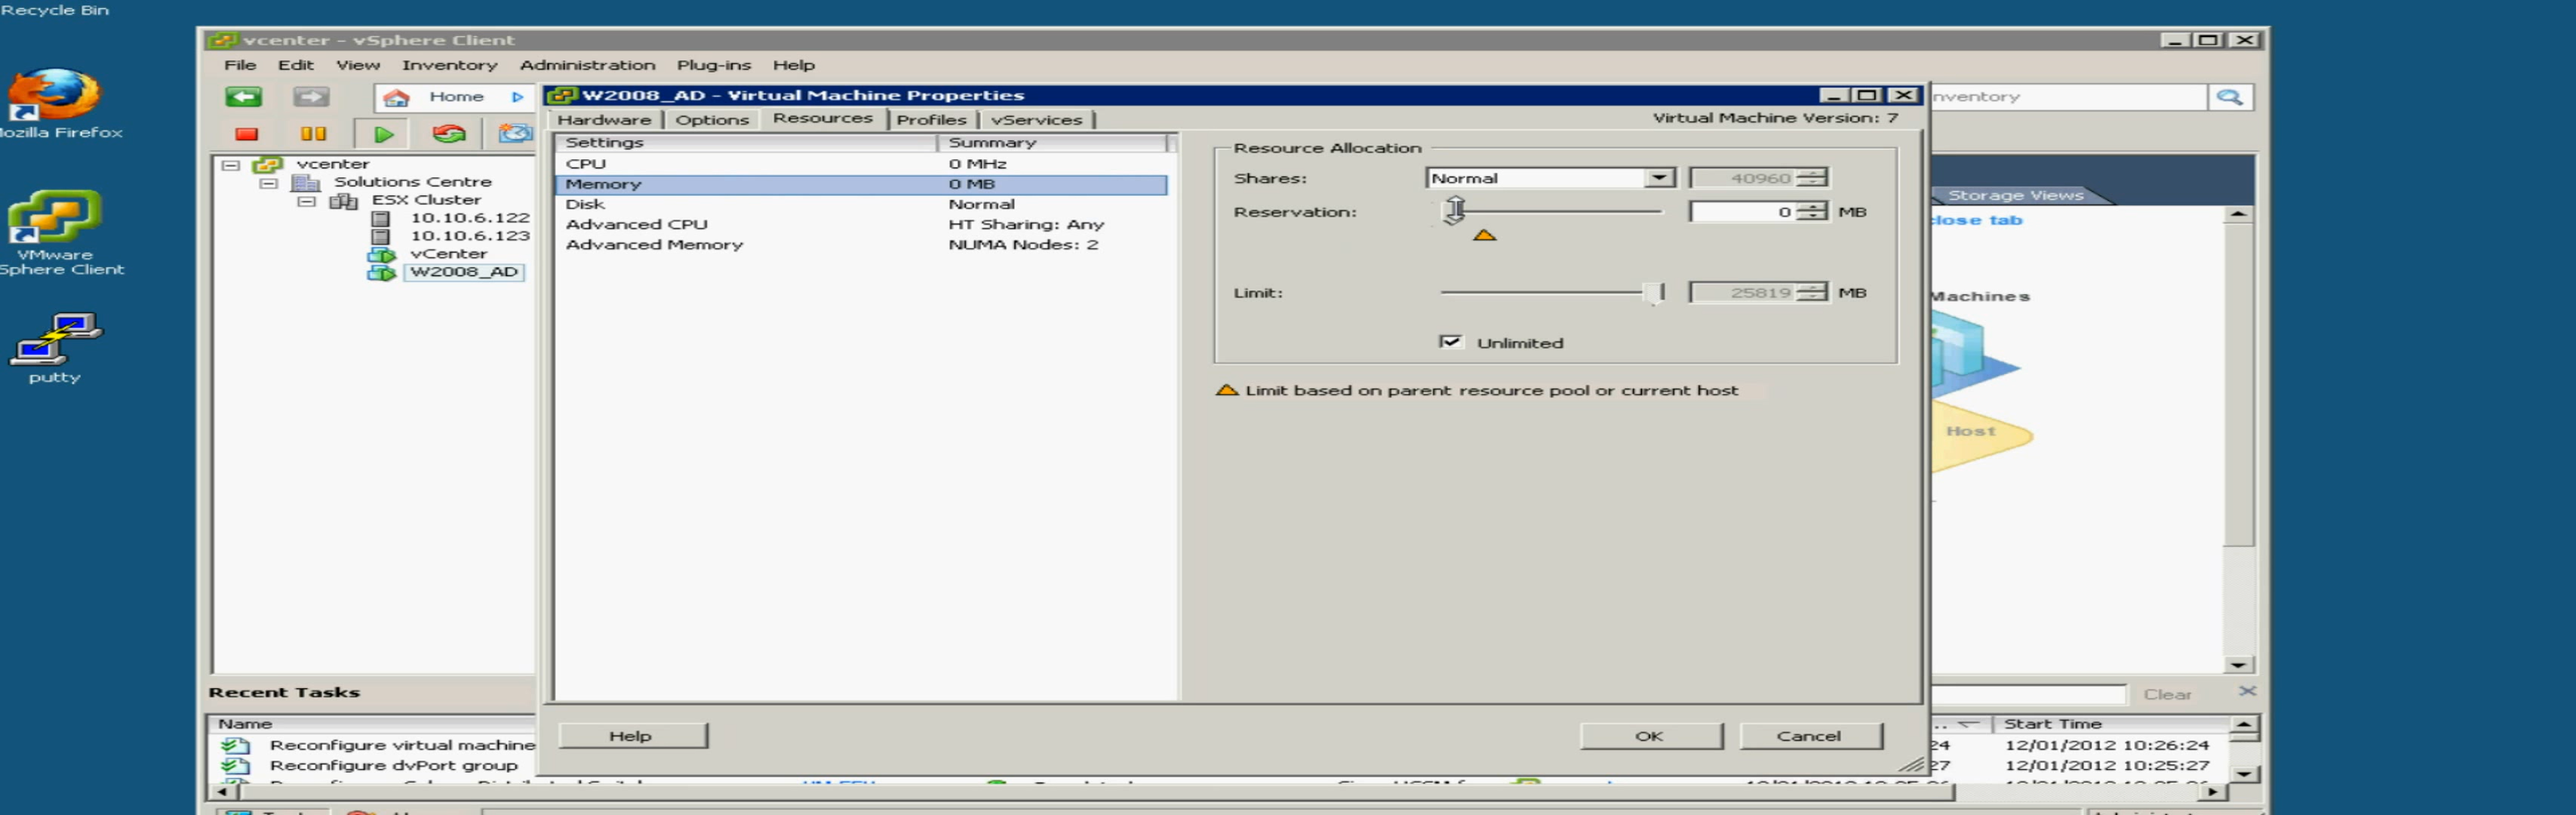 Recycle Bin
vcenter - vSphere Client
File Edit View Inventory Administration Plug-ins Help
Home
nventory
W2008_AD - Virtual Machine Properties
Hardware Options Resources Profiles vServices
Virtual Machine Version: 7
Mozilla Firefox
Settings Summary
CPU 0 MHz
Memory 0 MB
Disk Normal
Advanced CPU HT Sharing: Any
Advanced Memory NUMA Nodes: 2
Resource Allocation
Shares: Normal 40960
Reservation: 0 MB
Limit: 25819 MB
Unlimited
Limit based on parent resource pool or current host
vcenter
Solutions Centre
ESX Cluster
10.10.6.122
10.10.6.123
vCenter
W2008_AD
VMware
Sphere Client
putty
Storage Views
close tab
Machines
Host
Recent Tasks
Clear
Name
Start Time
Reconfigure virtual machine
24 12/01/2012 10:26:24
Reconfigure dvPort group
27 12/01/2012 10:25:27
Help OK Cancel